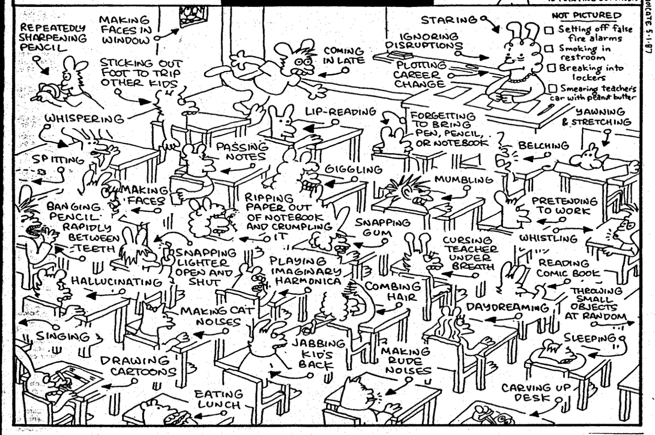 NOT PICTURED
Setting off false
fire alarms
Smoking in
restroom
Breaking into
lockers
Smearing teacher's
car with peanut butter
REPEATEDLY
SHARPENING
PENCIL
MAKING
FACES IN
WINDOW
STARING
IGNORING
DISRUPTIONS
PLOTTING
CAREER
CHANGE
COMING
IN LATE
STICKING OUT
FOOT TO TRIP
OTHER KIDS
WHISPERING
LIP-READING
FORGETTING
TO BRING
PEN, PENCIL,
OR NOTEBOOK
YAWNING
& STRETCHING
SPITTING
PASSING
NOTES
BELCHING
GIGGLING
MUMBLING
MAKING
FACES
BANGING
PENCIL
RAPIDLY
BETWEEN
TEETH
RIPPING
PAPER OUT
OF NOTEBOOK
AND CRUMPLING
IT
SNAPPING
GUM
PRETENDING
TO WORK
WHISTLING
SNAPPING
LIGHTER
OPEN AND
SHUT
PLAYING
IMAGINARY
HARMONICA
CURSING
TEACHER
UNDER
BREATH
READING
COMIC BOOK
HALLUCINATING
COMBING
HAIR
THROWING
SMALL
OBJECTS
AT RANDOM
MAKING CAT
NOISES
DAYDREAMING
SINGING
JABBING
KID'S
BACK
MAKING
RUDE
NOISES
SLEEPING
DRAWING
CARTOONS
EATING
LUNCH
CARVING UP
DESK
5-1-87